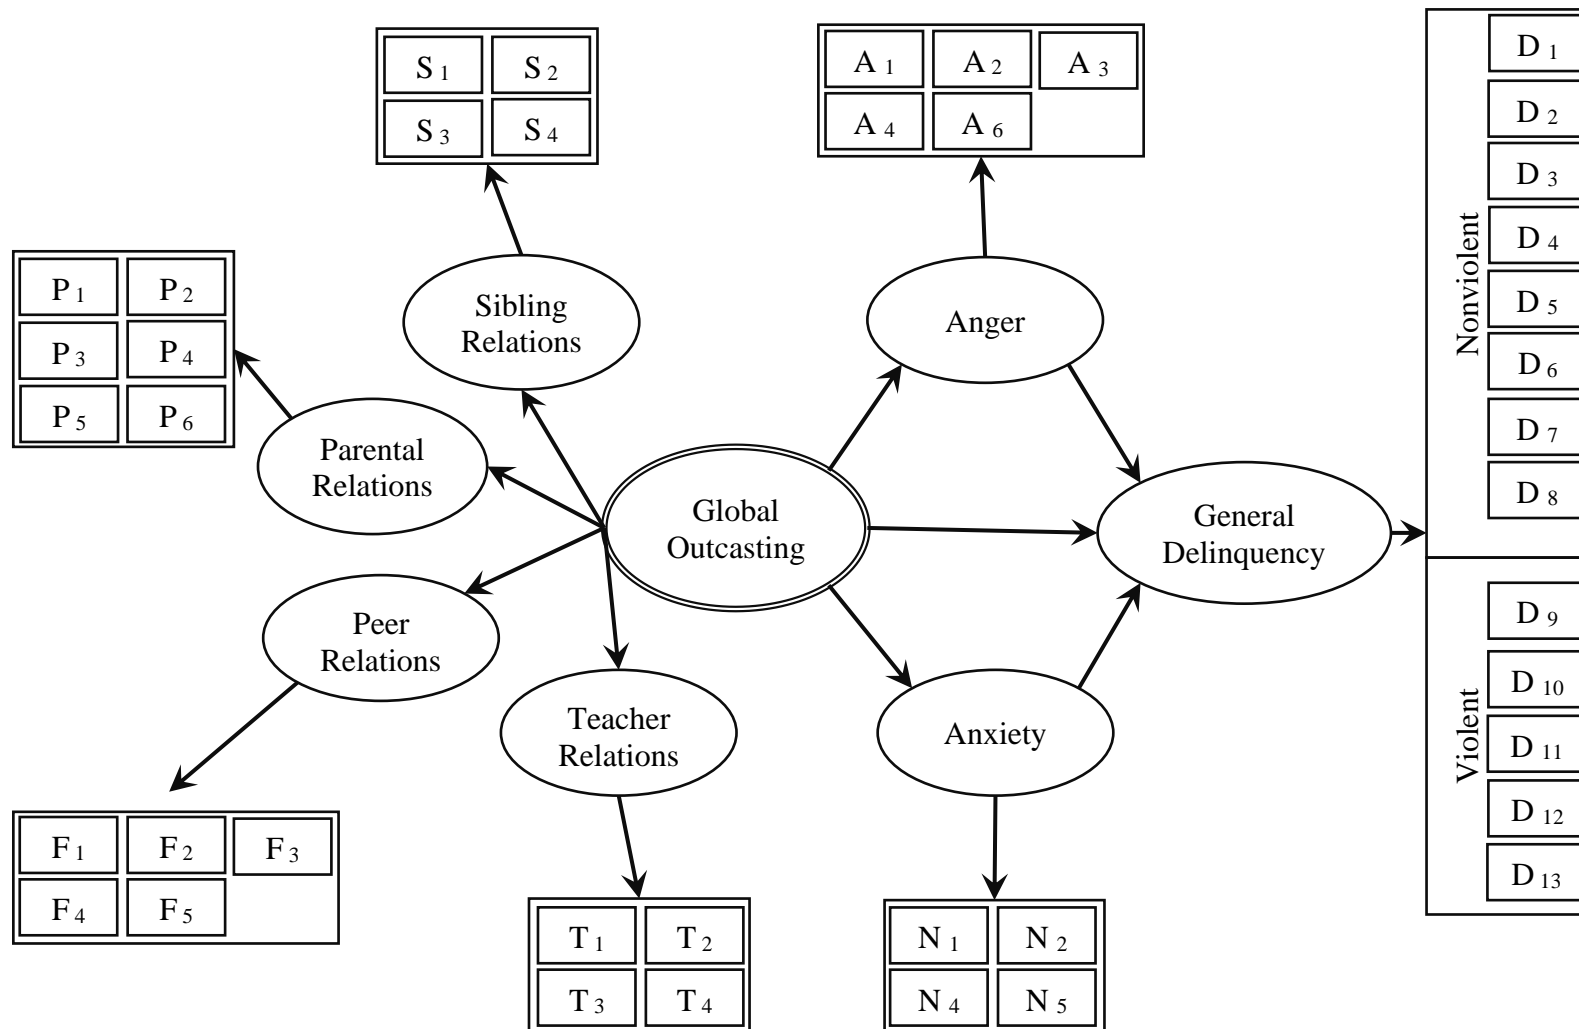 S 1 S 2
S 3 S 4
A 1 A 2 A 3
A 4 A 6
P 1 P 2
P 3 P 4
P 5 P 6
Sibling
Relations
Parental
Relations
Peer
Relations
Teacher
Relations
Global
Outcasting
Anger
Anxiety
General
Delinquency
F 1 F 2 F 3
F 4 F 5
T 1 T 2
T 3 T 4
N 1 N 2
N 4 N 5
Nonviolent
D 1
D 2
D 3
D 4
D 5
D 6
D 7
D 8
Violent
D 9
D 10
D 11
D 12
D 13